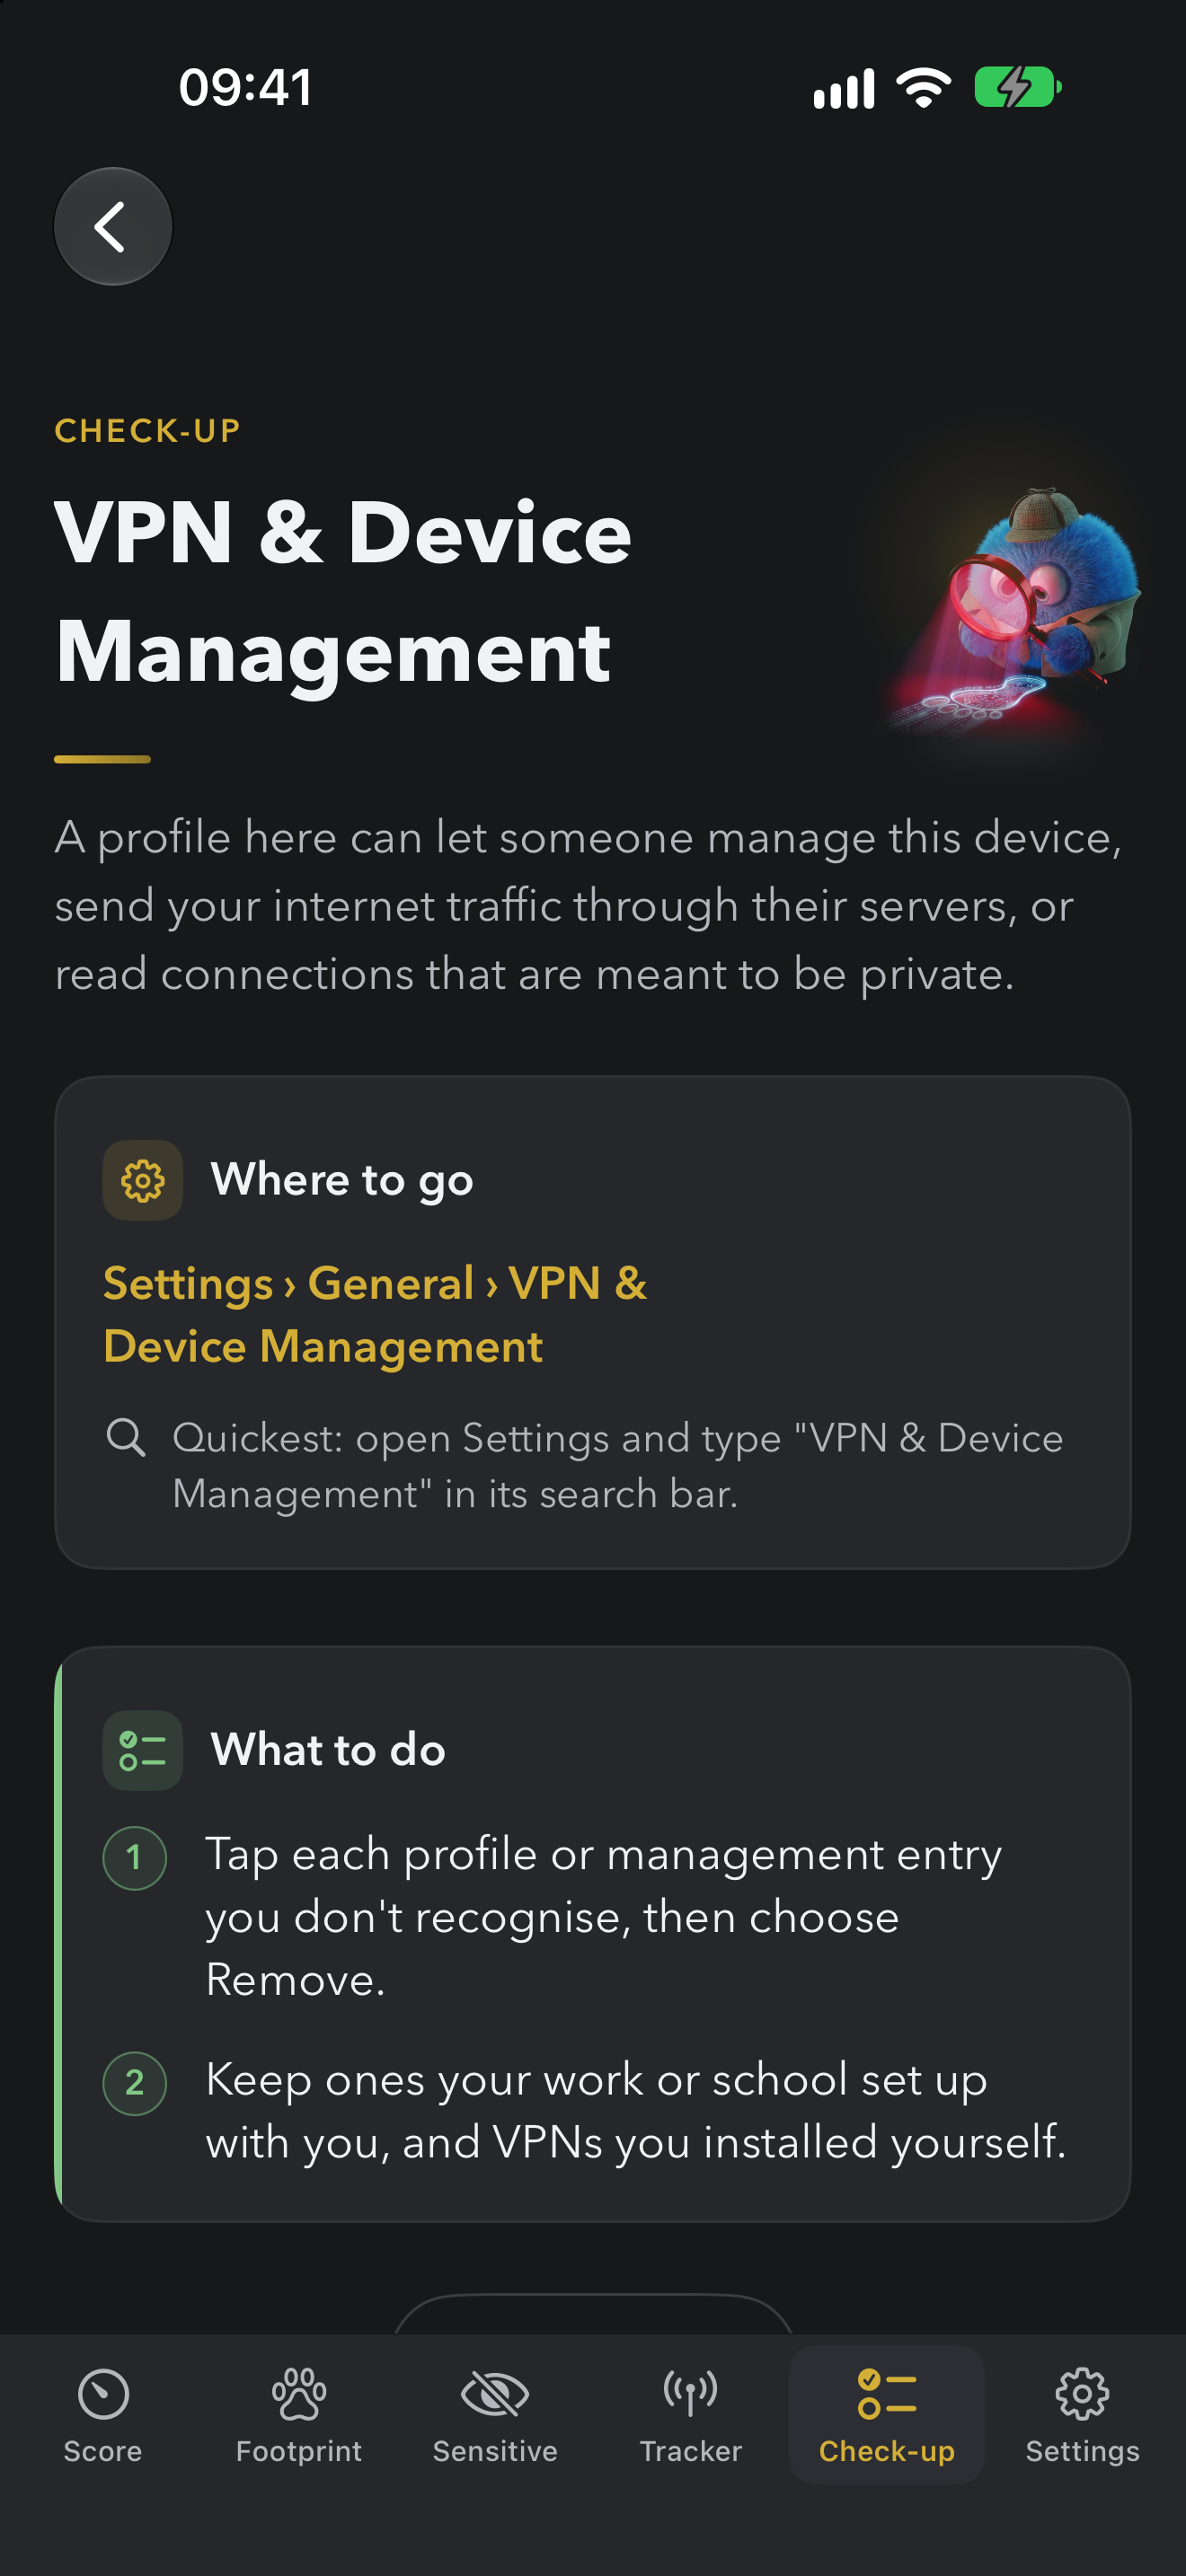 09:41
CHECK-UP
VPN & Device
Management
A profile here can let someone manage this device,
send your internet traffic through their servers, or
read connections that are meant to be private.
Where to go
Settings › General › VPN &
Device Management
Quickest: open Settings and type "VPN & Device
Management" in its search bar.
What to do
1 Tap each profile or management entry
you don't recognise, then choose
Remove.
2 Keep ones your work or school set up
with you, and VPNs you installed yourself.
Score Footprint Sensitive Tracker Check-up Settings